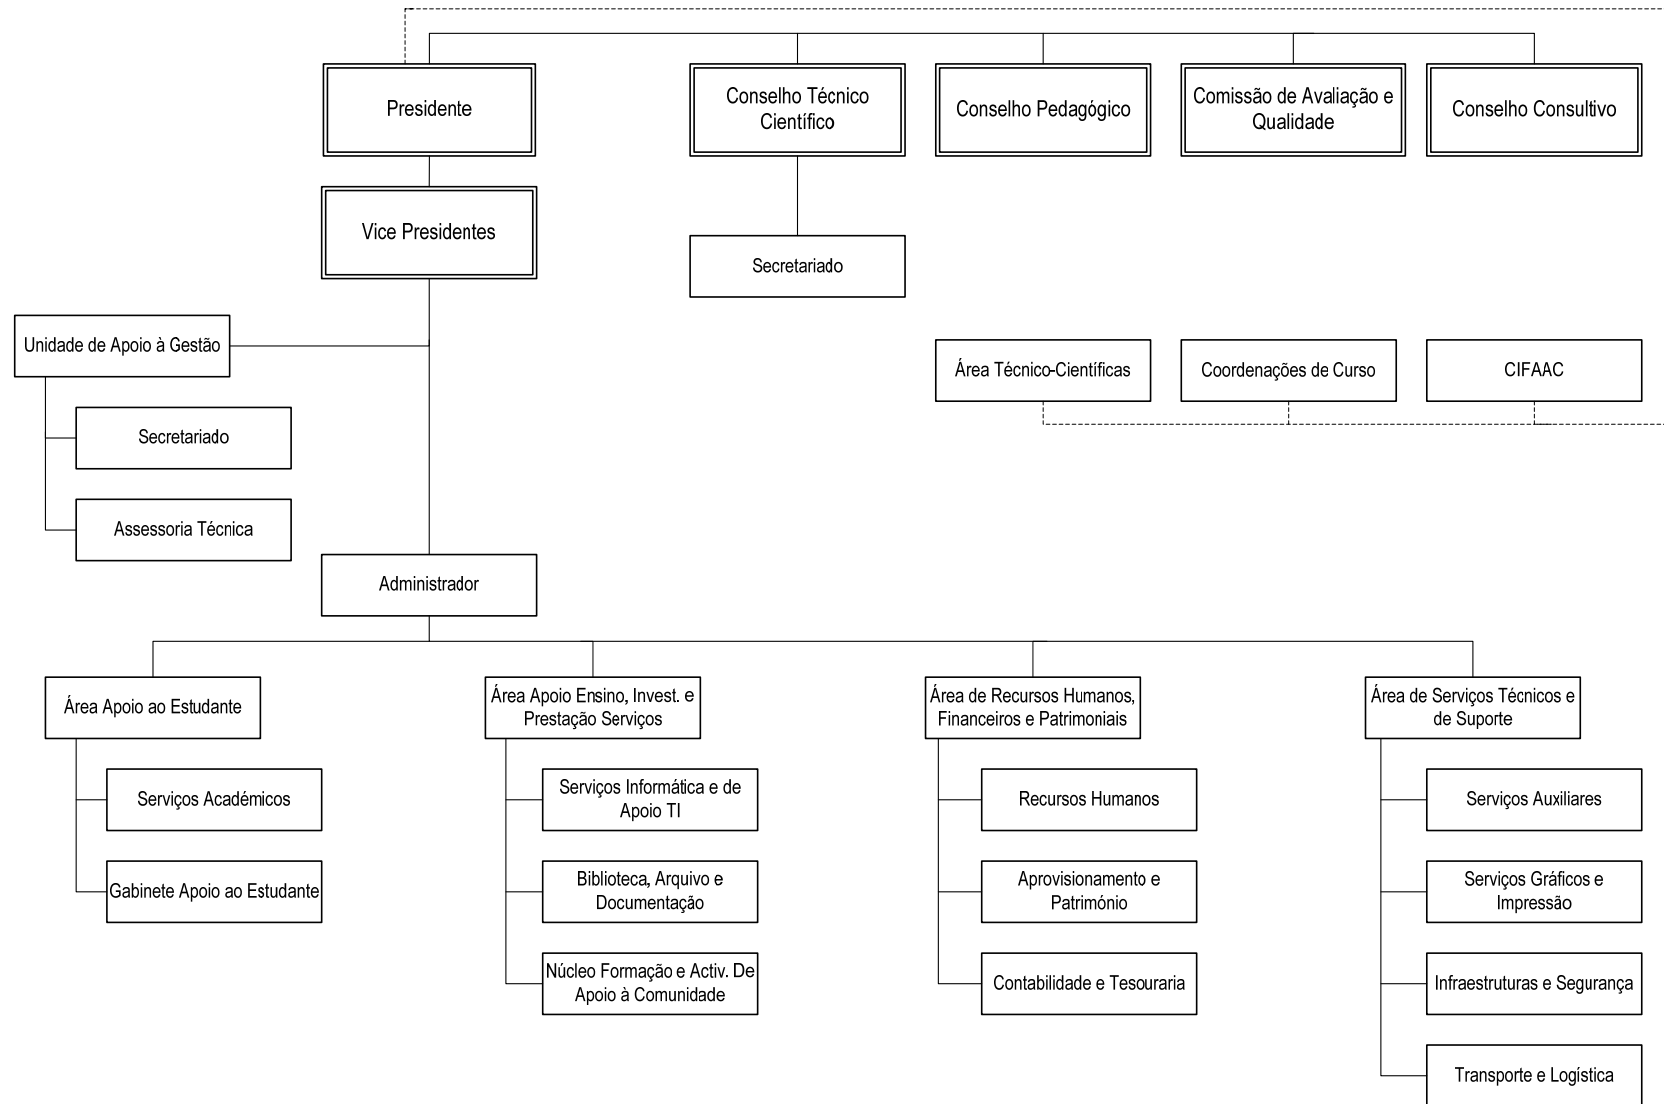 Presidente
Conselho Técnico
Científico
Conselho Pedagógico
Comissão de Avaliação e
Qualidade
Conselho Consultivo
Vice Presidentes
Secretariado
Unidade de Apoio à Gestão
Área Técnico-Científicas
Coordenações de Curso
CIFAAC
Secretariado
Assessoria Técnica
Administrador
Área Apoio ao Estudante
Área Apoio Ensino, Invest. e
Prestação Serviços
Área de Recursos Humanos,
Financeiros e Patrimoniais
Área de Serviços Técnicos e
de Suporte
Serviços Académicos
Serviços Informática e de
Apoio TI
Recursos Humanos
Serviços Auxiliares
Gabinete Apoio ao Estudante
Biblioteca, Arquivo e
Documentação
Aprovisionamento e
Património
Serviços Gráficos e
Impressão
Núcleo Formação e Activ. De
Apoio à Comunidade
Contabilidade e Tesouraria
Infraestruturas e Segurança
Transporte e Logística